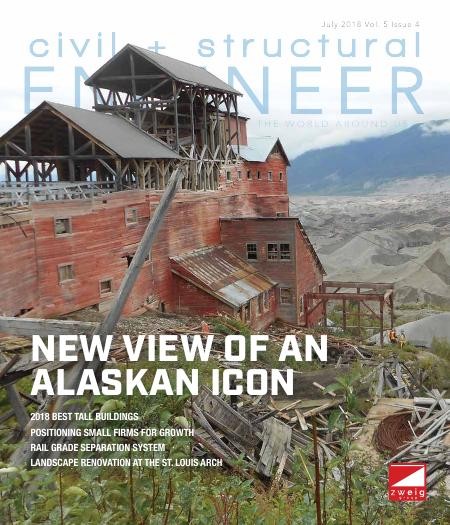 July 2018 Vol. 5 Issue 4
civil + structural
ENGINEER
THE WORLD AROUND US
NEW VIEW OF AN
ALASKAN ICON
2018 BEST TALL BUILDINGS
POSITIONING SMALL FIRMS FOR GROWTH
RAIL GRADE SEPARATION SYSTEM
LANDSCAPE RENOVATION AT THE ST. LOUIS ARCH
zweig
group